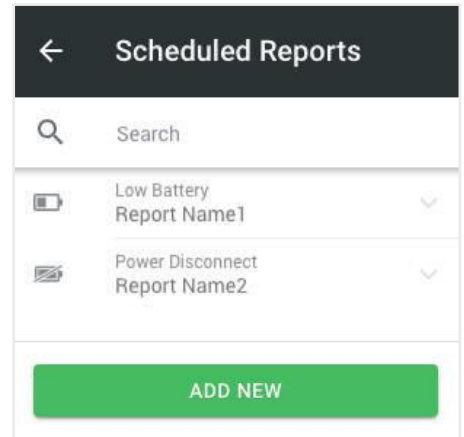 Scheduled Reports
Search
Low Battery
Report Name1
Power Disconnect
Report Name2
ADD NEW